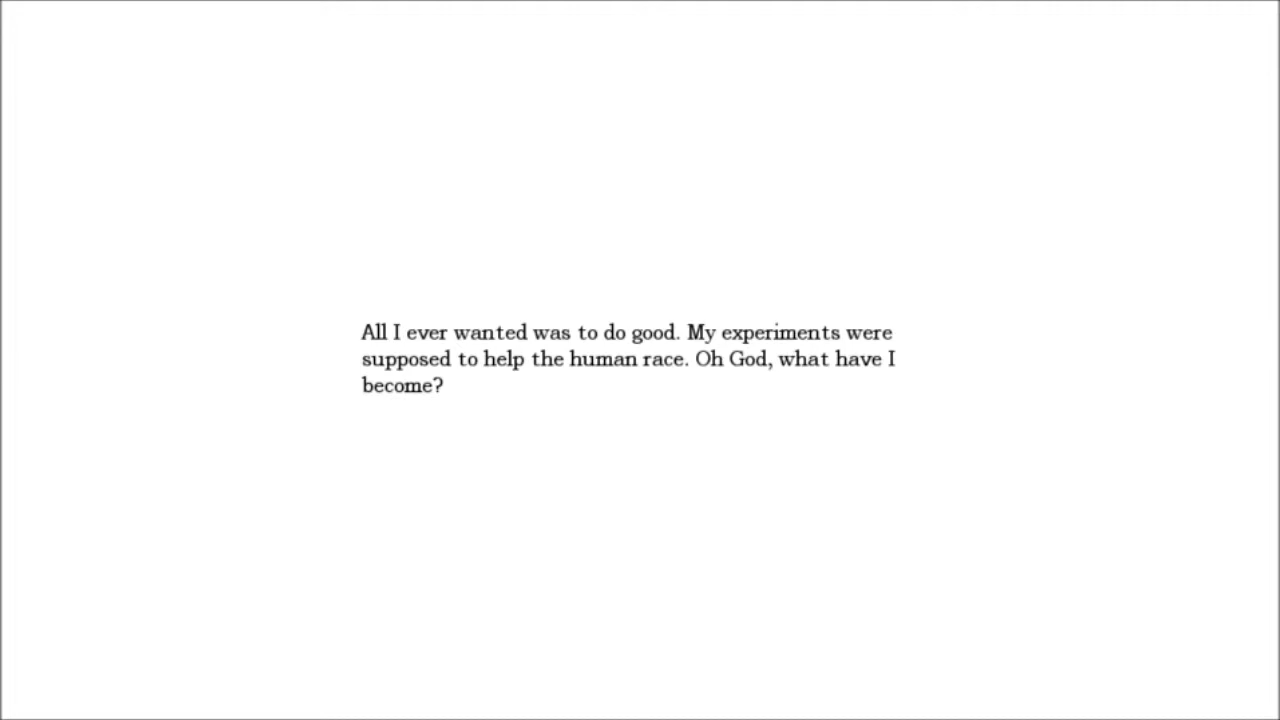 All I ever wanted was to do good. My experiments were
supposed to help the human race. Oh God, what have I
become?